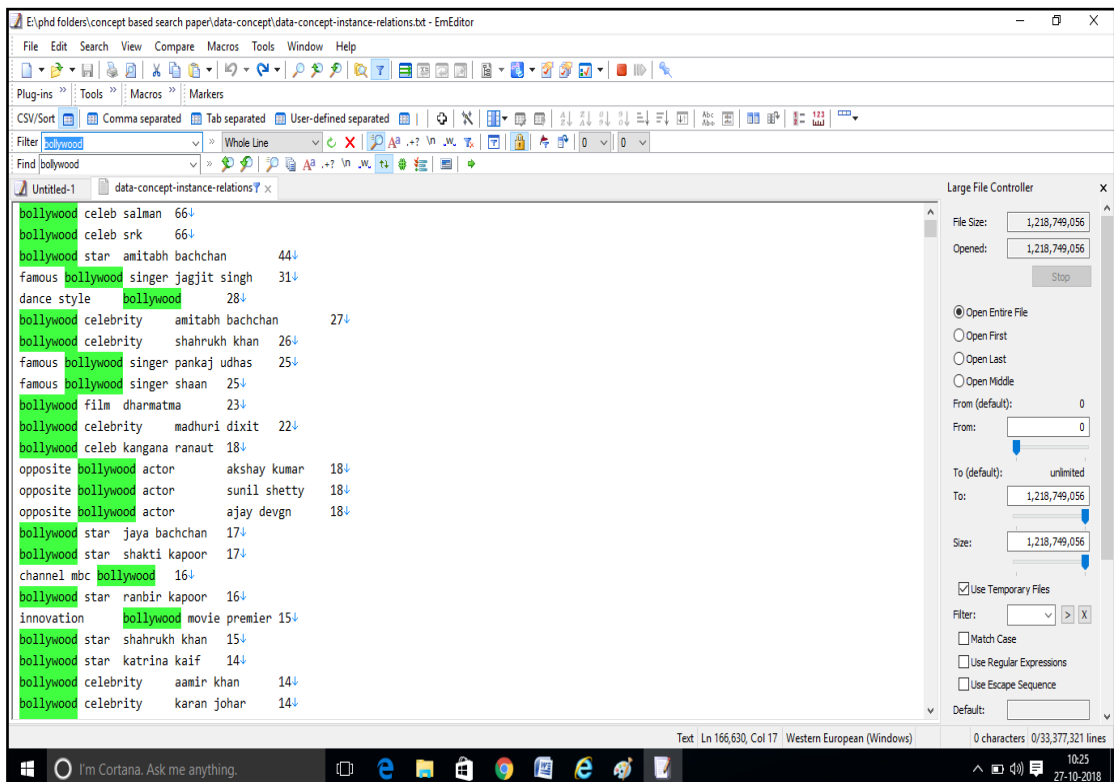 E:\phd folders\concept based search paper\data-concept\data-concept-instance-relations.txt - EmEditor
File Edit Search View Compare Macros Tools Window Help
Plug-ins » Tools » Macros » Markers
CSV/Sort Comma separated Tab separated User-defined separated
Filter bollywood » Whole Line 0 0
Find bollywood »
Untitled-1 data-concept-instance-relations x
bollywood celeb salman 66↓
bollywood celeb srk 66↓
bollywood star amitabh bachchan 44↓
famous bollywood singer jagjit singh 31↓
dance style bollywood 28↓
bollywood celebrity amitabh bachchan 27↓
bollywood celebrity shahrukh khan 26↓
famous bollywood singer pankaj udhas 25↓
famous bollywood singer shaan 25↓
bollywood film dharmatma 23↓
bollywood celebrity madhuri dixit 22↓
bollywood celeb kangana ranaut 18↓
opposite bollywood actor akshay kumar 18↓
opposite bollywood actor sunil shetty 18↓
opposite bollywood actor ajay devgn 18↓
bollywood star jaya bachchan 17↓
bollywood star shakti kapoor 17↓
channel mbc bollywood 16↓
bollywood star ranbir kapoor 16↓
innovation bollywood movie premier 15↓
bollywood star shahrukh khan 15↓
bollywood star katrina kaif 14↓
bollywood celebrity aamir khan 14↓
bollywood celebrity karan johar 14↓
Large File Controller x
File Size: 1,218,749,056
Opened: 1,218,749,056
Stop
Open Entire File
Open First
Open Last
Open Middle
From (default): 0
From: 0
To (default): unlimited
To: 1,218,749,056
Size: 1,218,749,056
Use Temporary Files
Filter: > X
Match Case
Use Regular Expressions
Use Escape Sequence
Default:
Text Ln 166,630, Col 17 Western European (Windows) 0 characters 0/33,377,321 lines
I'm Cortana. Ask me anything.
10:25
27-10-2018